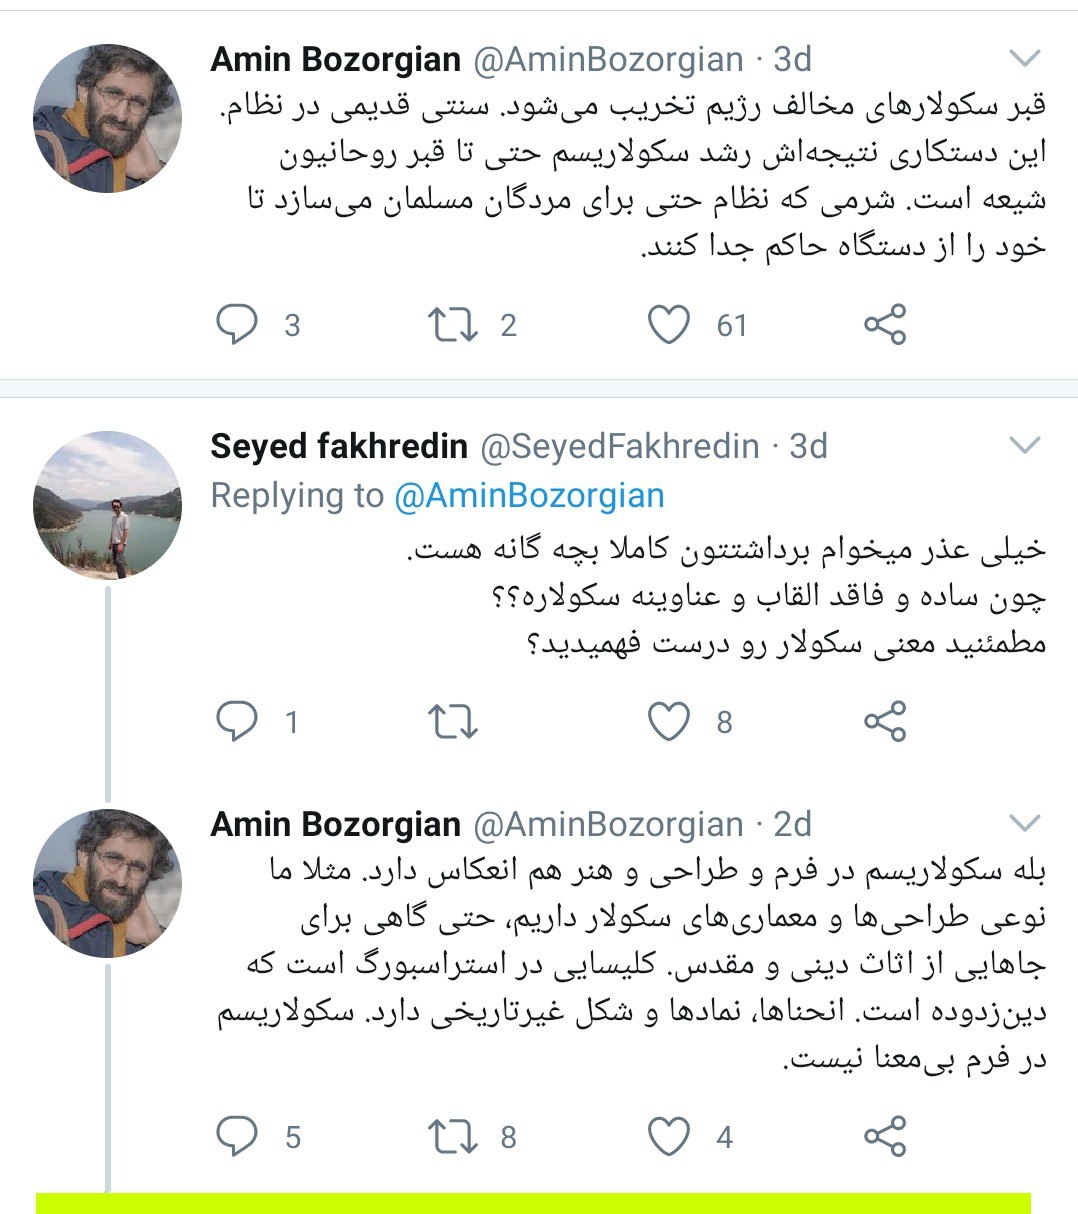 Amin Bozorgian @AminBozorgian · 3d
قبر سکولارهای مخالف رژیم تخریب می‌شود. سنتی قدیمی در نظام.
این دستکاری نتیجه‌اش رشد سکولاریسم حتی تا قبر روحانیون
شیعه است. شرمی که نظام حتی برای مردگان مسلمان می‌سازد تا
خود را از دستگاه حاکم جدا کنند.
3 2 61
Seyed fakhredin @SeyedFakhredin · 3d
Replying to @AminBozorgian
خیلی عذر میخوام برداشتتون کاملا بچه گانه هست.
چون ساده و فاقد القاب و عناوینه سکولاره؟؟
مطمئنید معنی سکولار رو درست فهمیدید؟
1 8
Amin Bozorgian @AminBozorgian · 2d
بله سکولاریسم در فرم و طراحی و هنر هم انعکاس دارد. مثلا ما
نوعی طراحی‌ها و معماری‌های سکولار داریم، حتی گاهی برای
جاهایی از اثاث دینی و مقدس. کلیسایی در استراسبورگ است که
دین‌زدوده است. انحناها، نمادها و شکل غیرتاریخی دارد. سکولاریسم
در فرم بی‌معنا نیست.
5 8 4